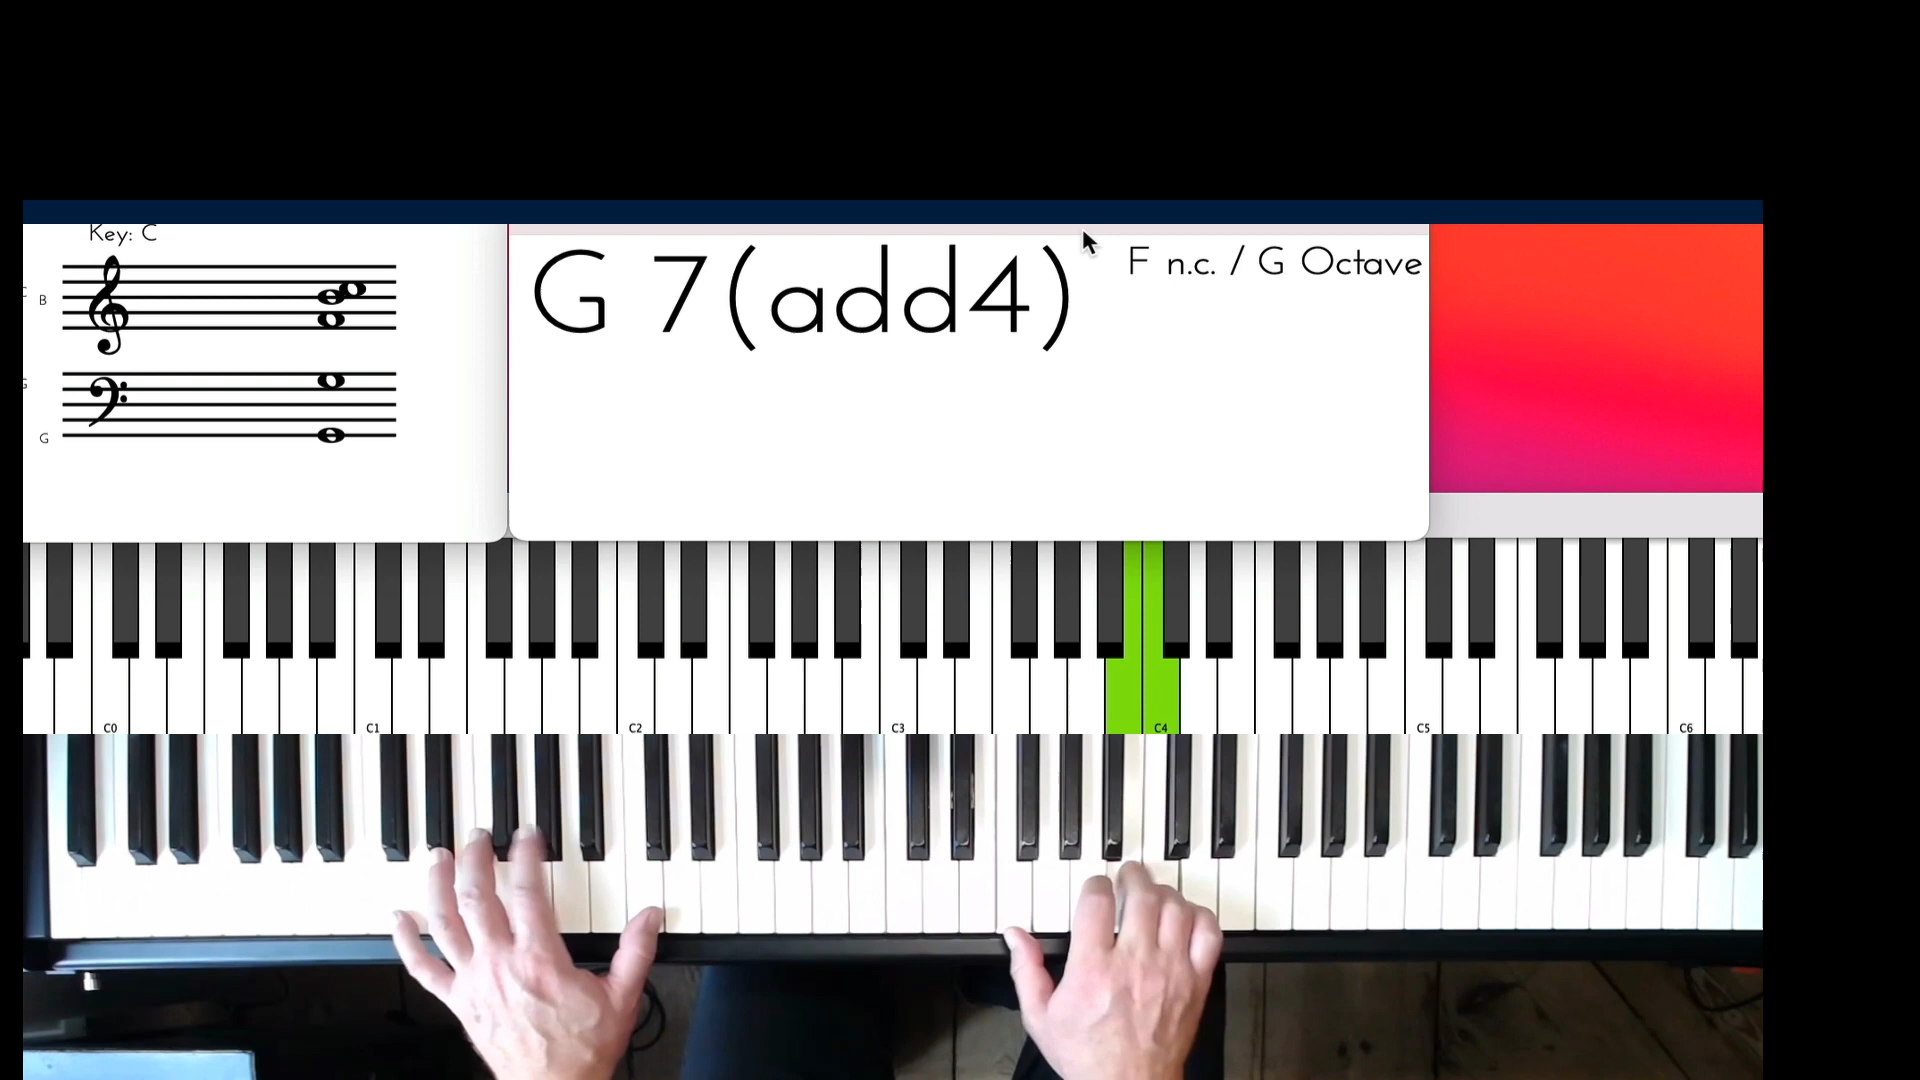 Key: C
G 7(add4)
F n.c. / G Octave
B
G
C0 C1 C2 C3 C4 C5 C6